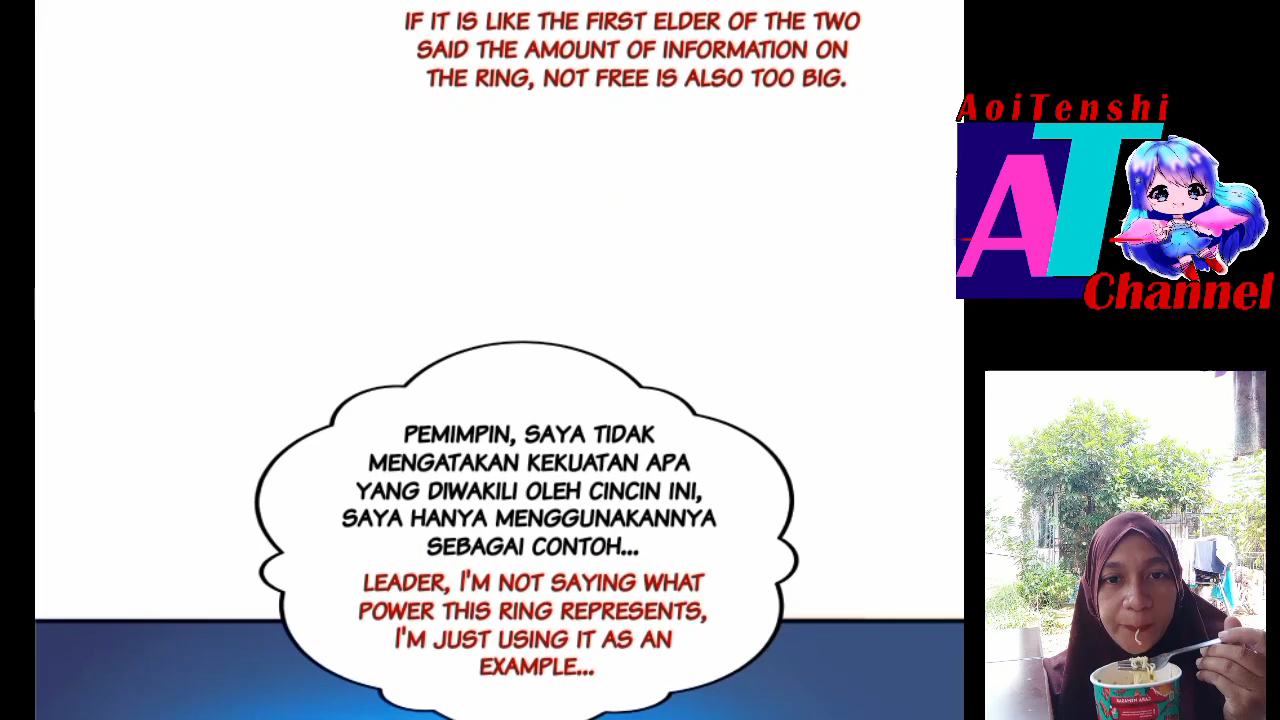 IF IT IS LIKE THE FIRST ELDER OF THE TWO
SAID THE AMOUNT OF INFORMATION ON
THE RING, NOT FREE IS ALSO TOO BIG.
AoiTenshi
AT
Channel
PEMIMPIN, SAYA TIDAK
MENGATAKAN KEKUATAN APA
YANG DIWAKILI OLEH CINCIN INI,
SAYA HANYA MENGGUNAKANNYA
SEBAGAI CONTOH...
LEADER, I'M NOT SAYING WHAT
POWER THIS RING REPRESENTS,
I'M JUST USING IT AS AN
EXAMPLE...